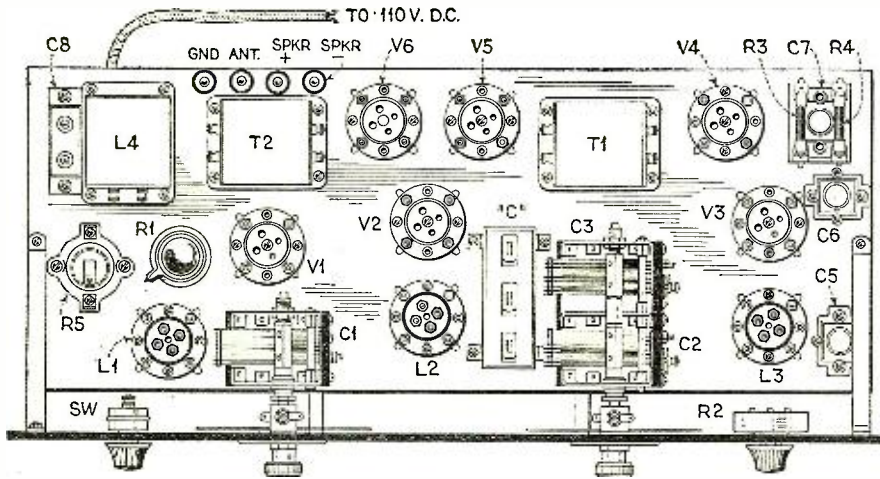 TO 110 V. D.C.
C8
GND ANT. SPKR + SPKR -
V6
V5
V4
R3
C7
R4
L4
T2
T1
R1
V2
"C"
C3
V3
C6
V1
R5
C5
L1
C1
L2
C2
L3
SW
R2